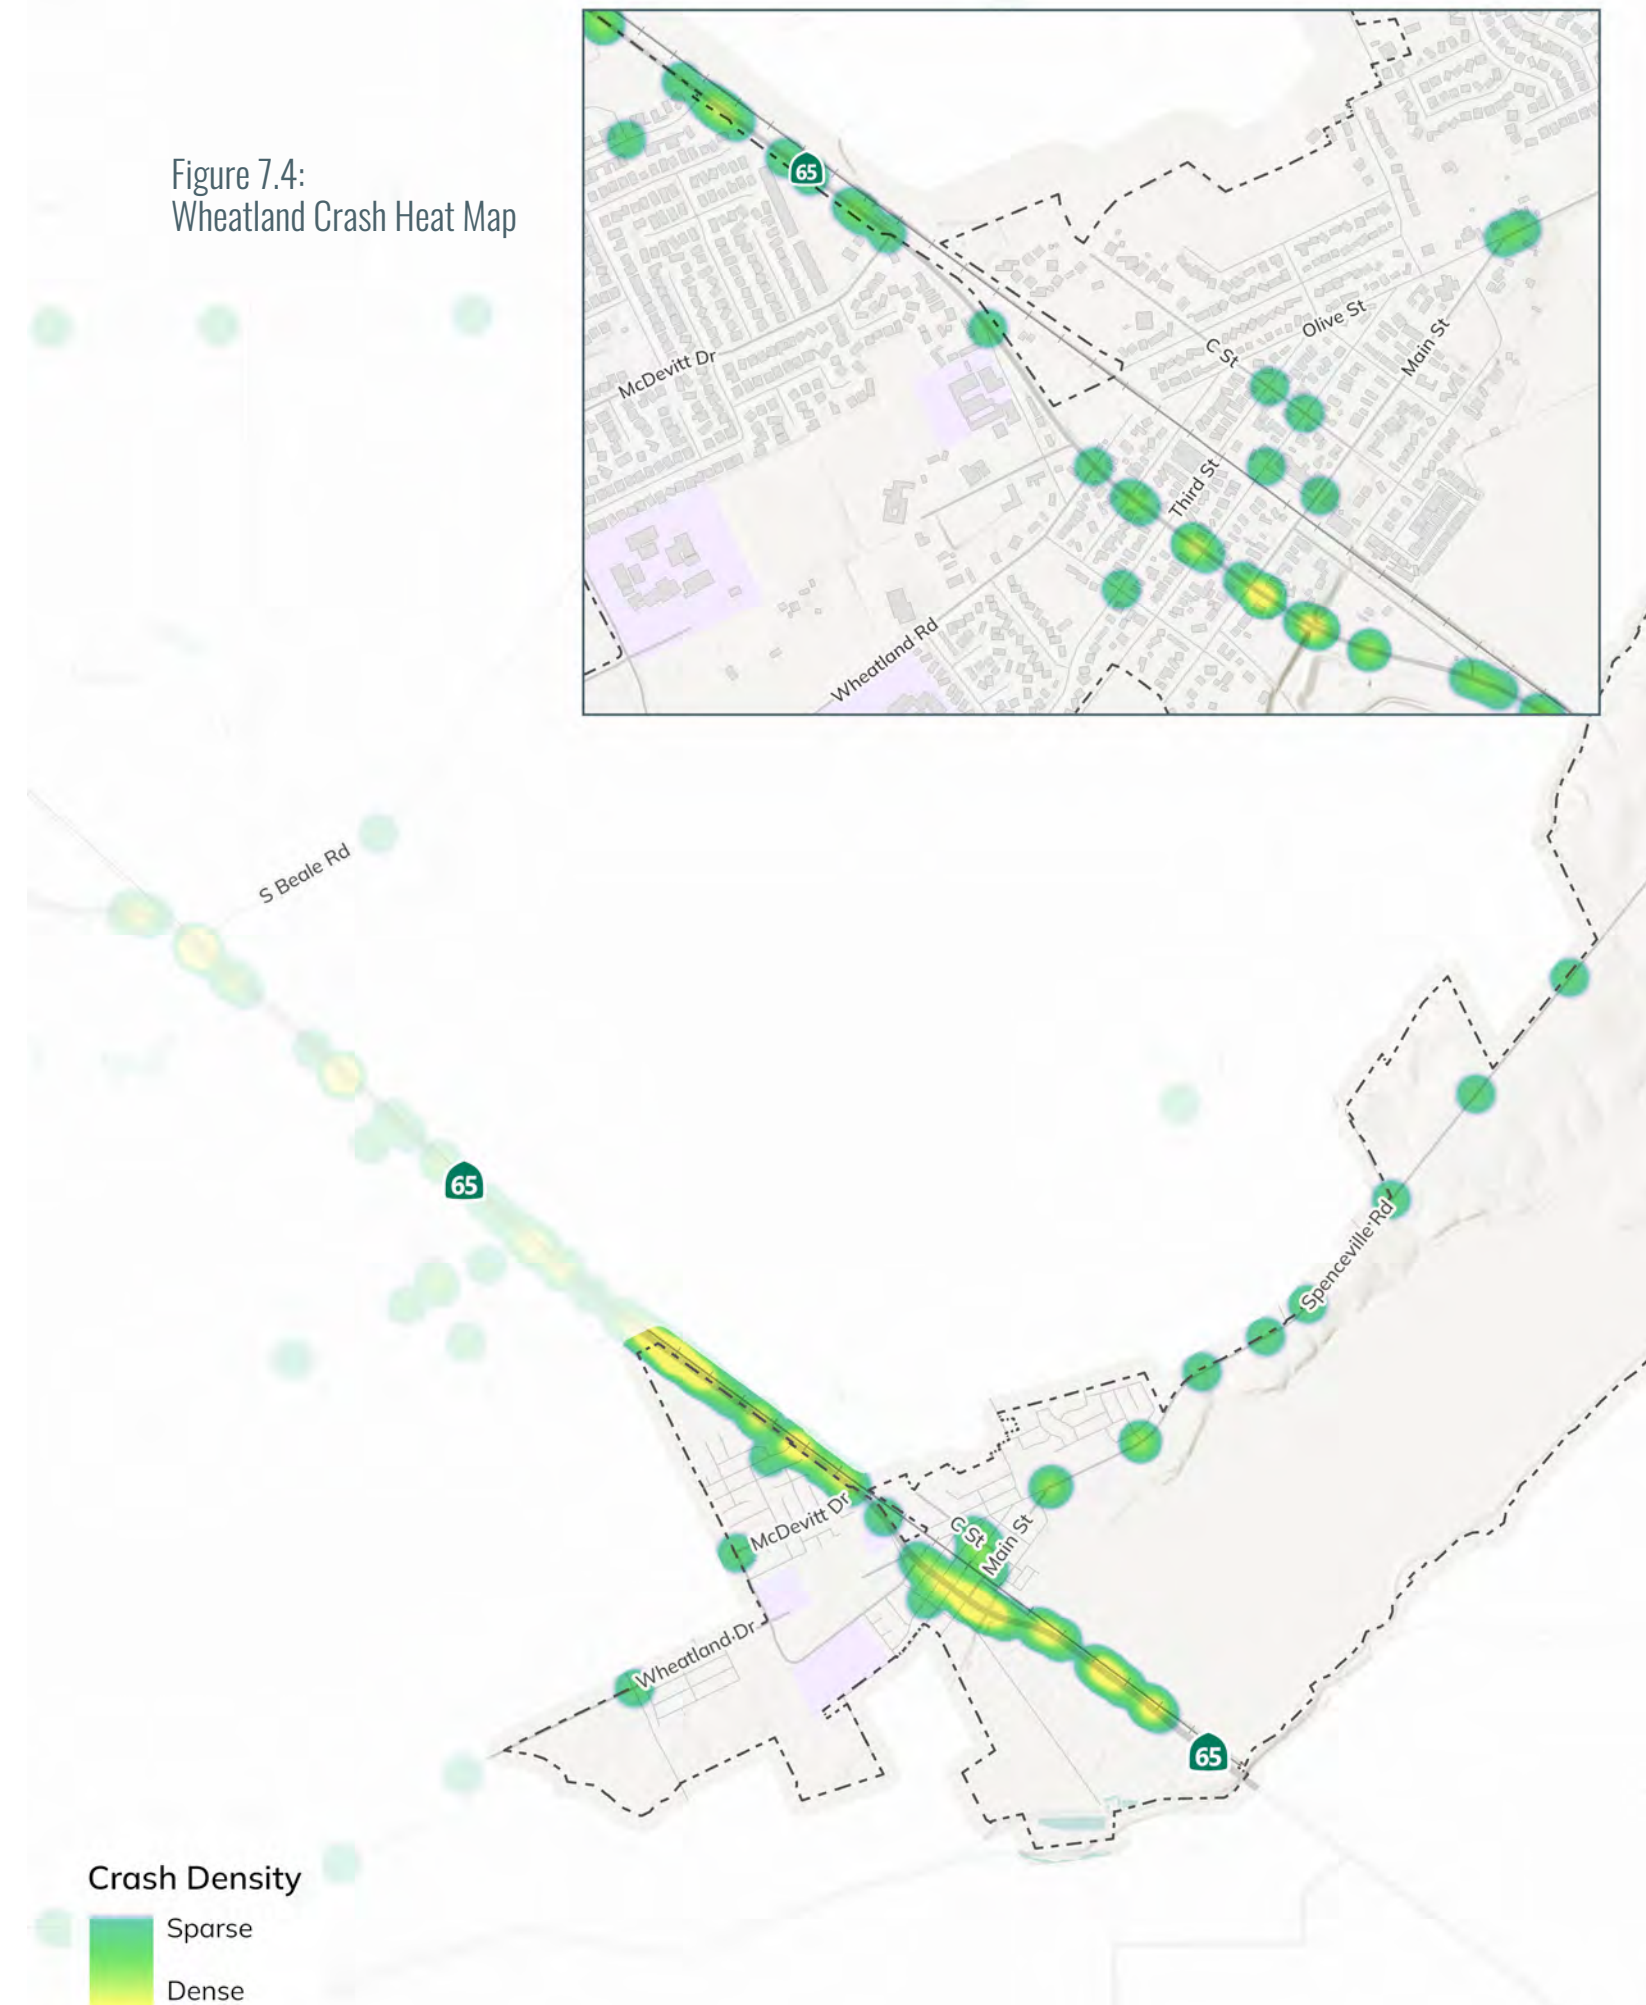 Figure 7.4:
Wheatland Crash Heat Map
65
McDevitt Dr
C St
Olive St
Main St
Third St
Wheatland Rd
S Beale Rd
65
Spenceville Rd
McDevitt Dr
C St
Main St
Wheatland Dr
65
Crash Density
Sparse
Dense